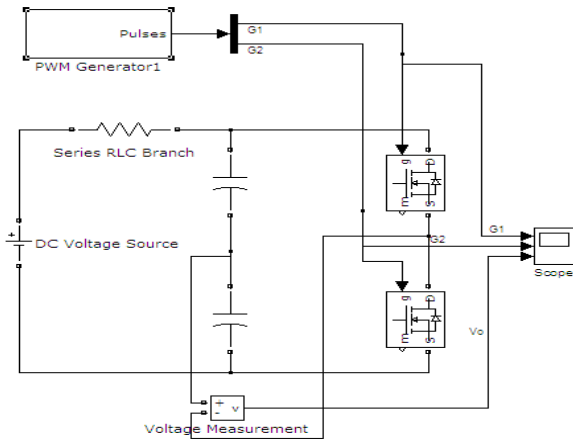 Pulses
G1
G2
PWM Generator1
Series RLC Branch
g
D
m
S
DC Voltage Source
+
G2
G1
Scope
g
D
m
S
Vo
+
-
v
Voltage Measurement